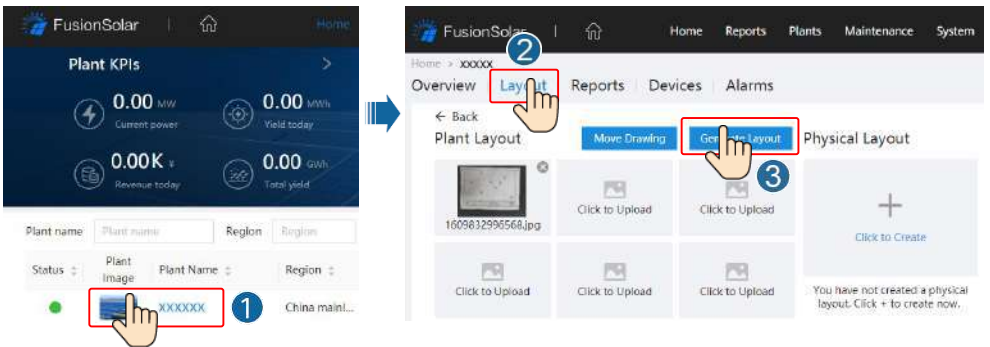 FusionSolar
Home
Plant KPIs
0.00 MW
Current power
0.00 MWh
Yield today
0.00K ¥
Revenue today
0.00 GWh
Total yield
Plant name
Plant name
Region
Region
Status
Plant Image
Plant Name
Region
XXXXXX
1
China mainl...
FusionSolar
Home
Reports
Plants
Maintenance
System
Home > XXXXX
2
Overview
Layout
Reports
Devices
Alarms
← Back
Plant Layout
Move Drawing
Generate Layout
Physical Layout
3
1609832996568.jpg
Click to Upload
Click to Upload
Click to Create
Click to Upload
Click to Upload
Click to Upload
You have not created a physical
layout. Click + to create now.